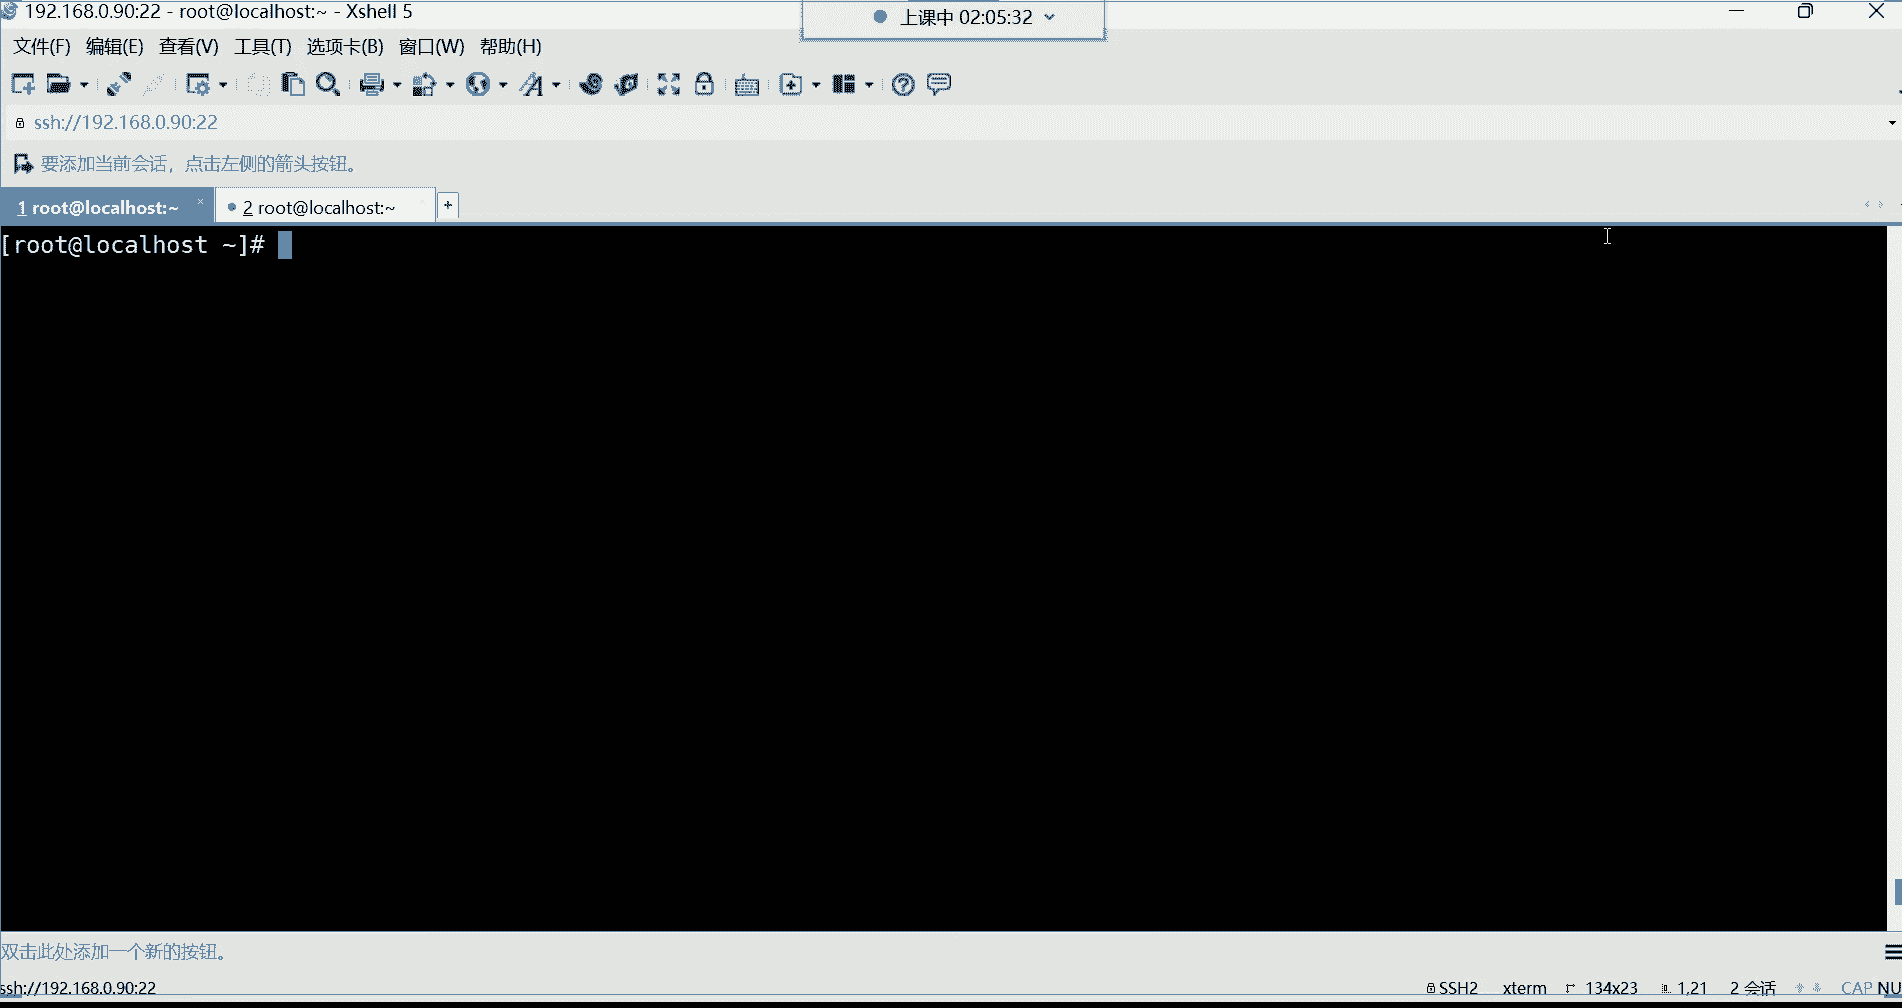 192.168.0.90:22 - root@localhost:~ - Xshell 5
上课中 02:05:32
文件(F) 编辑(E) 查看(V) 工具(T) 选项卡(B) 窗口(W) 帮助(H)
ssh://192.168.0.90:22
要添加当前会话，点击左侧的箭头按钮。
1 root@localhost:~ 2 root@localhost:~
[root@localhost ~]#
双击此处添加一个新的按钮。
ssh://192.168.0.90:22 SSH2 xterm 134x23 1,21 2 会话 CAP NU